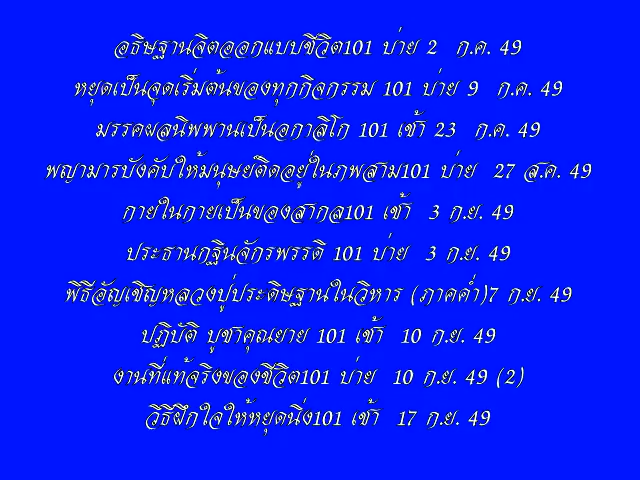 อธิษฐานจิตออกแบบชีวิต101 บ่าย 2 ก.ค. 49
หยุดเป็นจุดเริ่มต้นของทุกกิจกรรม 101 บ่าย 9 ก.ค. 49
มรรคผลนิพพานเป็นอกาลิโก 101 เช้า 23 ก.ค. 49
พญามารบังคับให้มนุษย์ติดอยู่ในภพสาม101 บ่าย 27 ส.ค. 49
กายในกายเป็นของสากล101 เช้า 3 ก.ย. 49
ประธานกฐินจักรพรรดิ 101 บ่าย 3 ก.ย. 49
พิธีอัญเชิญหลวงปู่ประดิษฐานในวิหาร (ภาคค่ำ)7 ก.ย. 49
ปฏิบัติ บูชาคุณยาย 101 เช้า 10 ก.ย. 49
งานที่แท้จริงของชีวิต101 บ่าย 10 ก.ย. 49 (2)
วิธีฝึกใจให้หยุดนิ่ง101 เช้า 17 ก.ย. 49